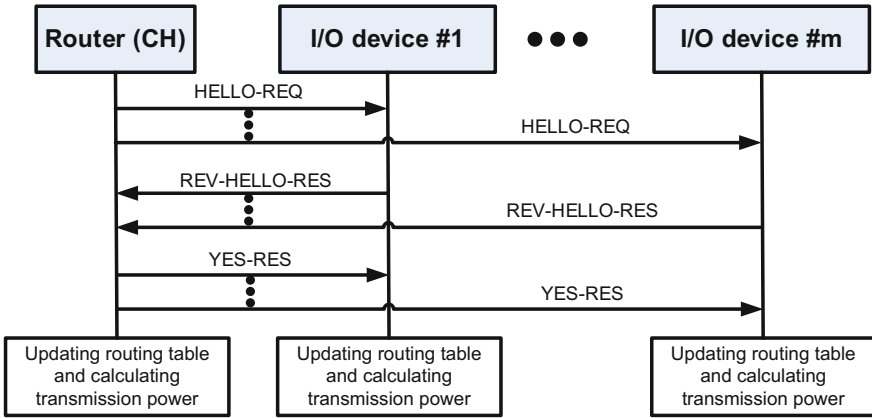 Router (CH)
I/O device #1
I/O device #m
HELLO-REQ
HELLO-REQ
REV-HELLO-RES
REV-HELLO-RES
YES-RES
YES-RES
Updating routing table
and calculating
transmission power
Updating routing table
and calculating
transmission power
Updating routing table
and calculating
transmission power